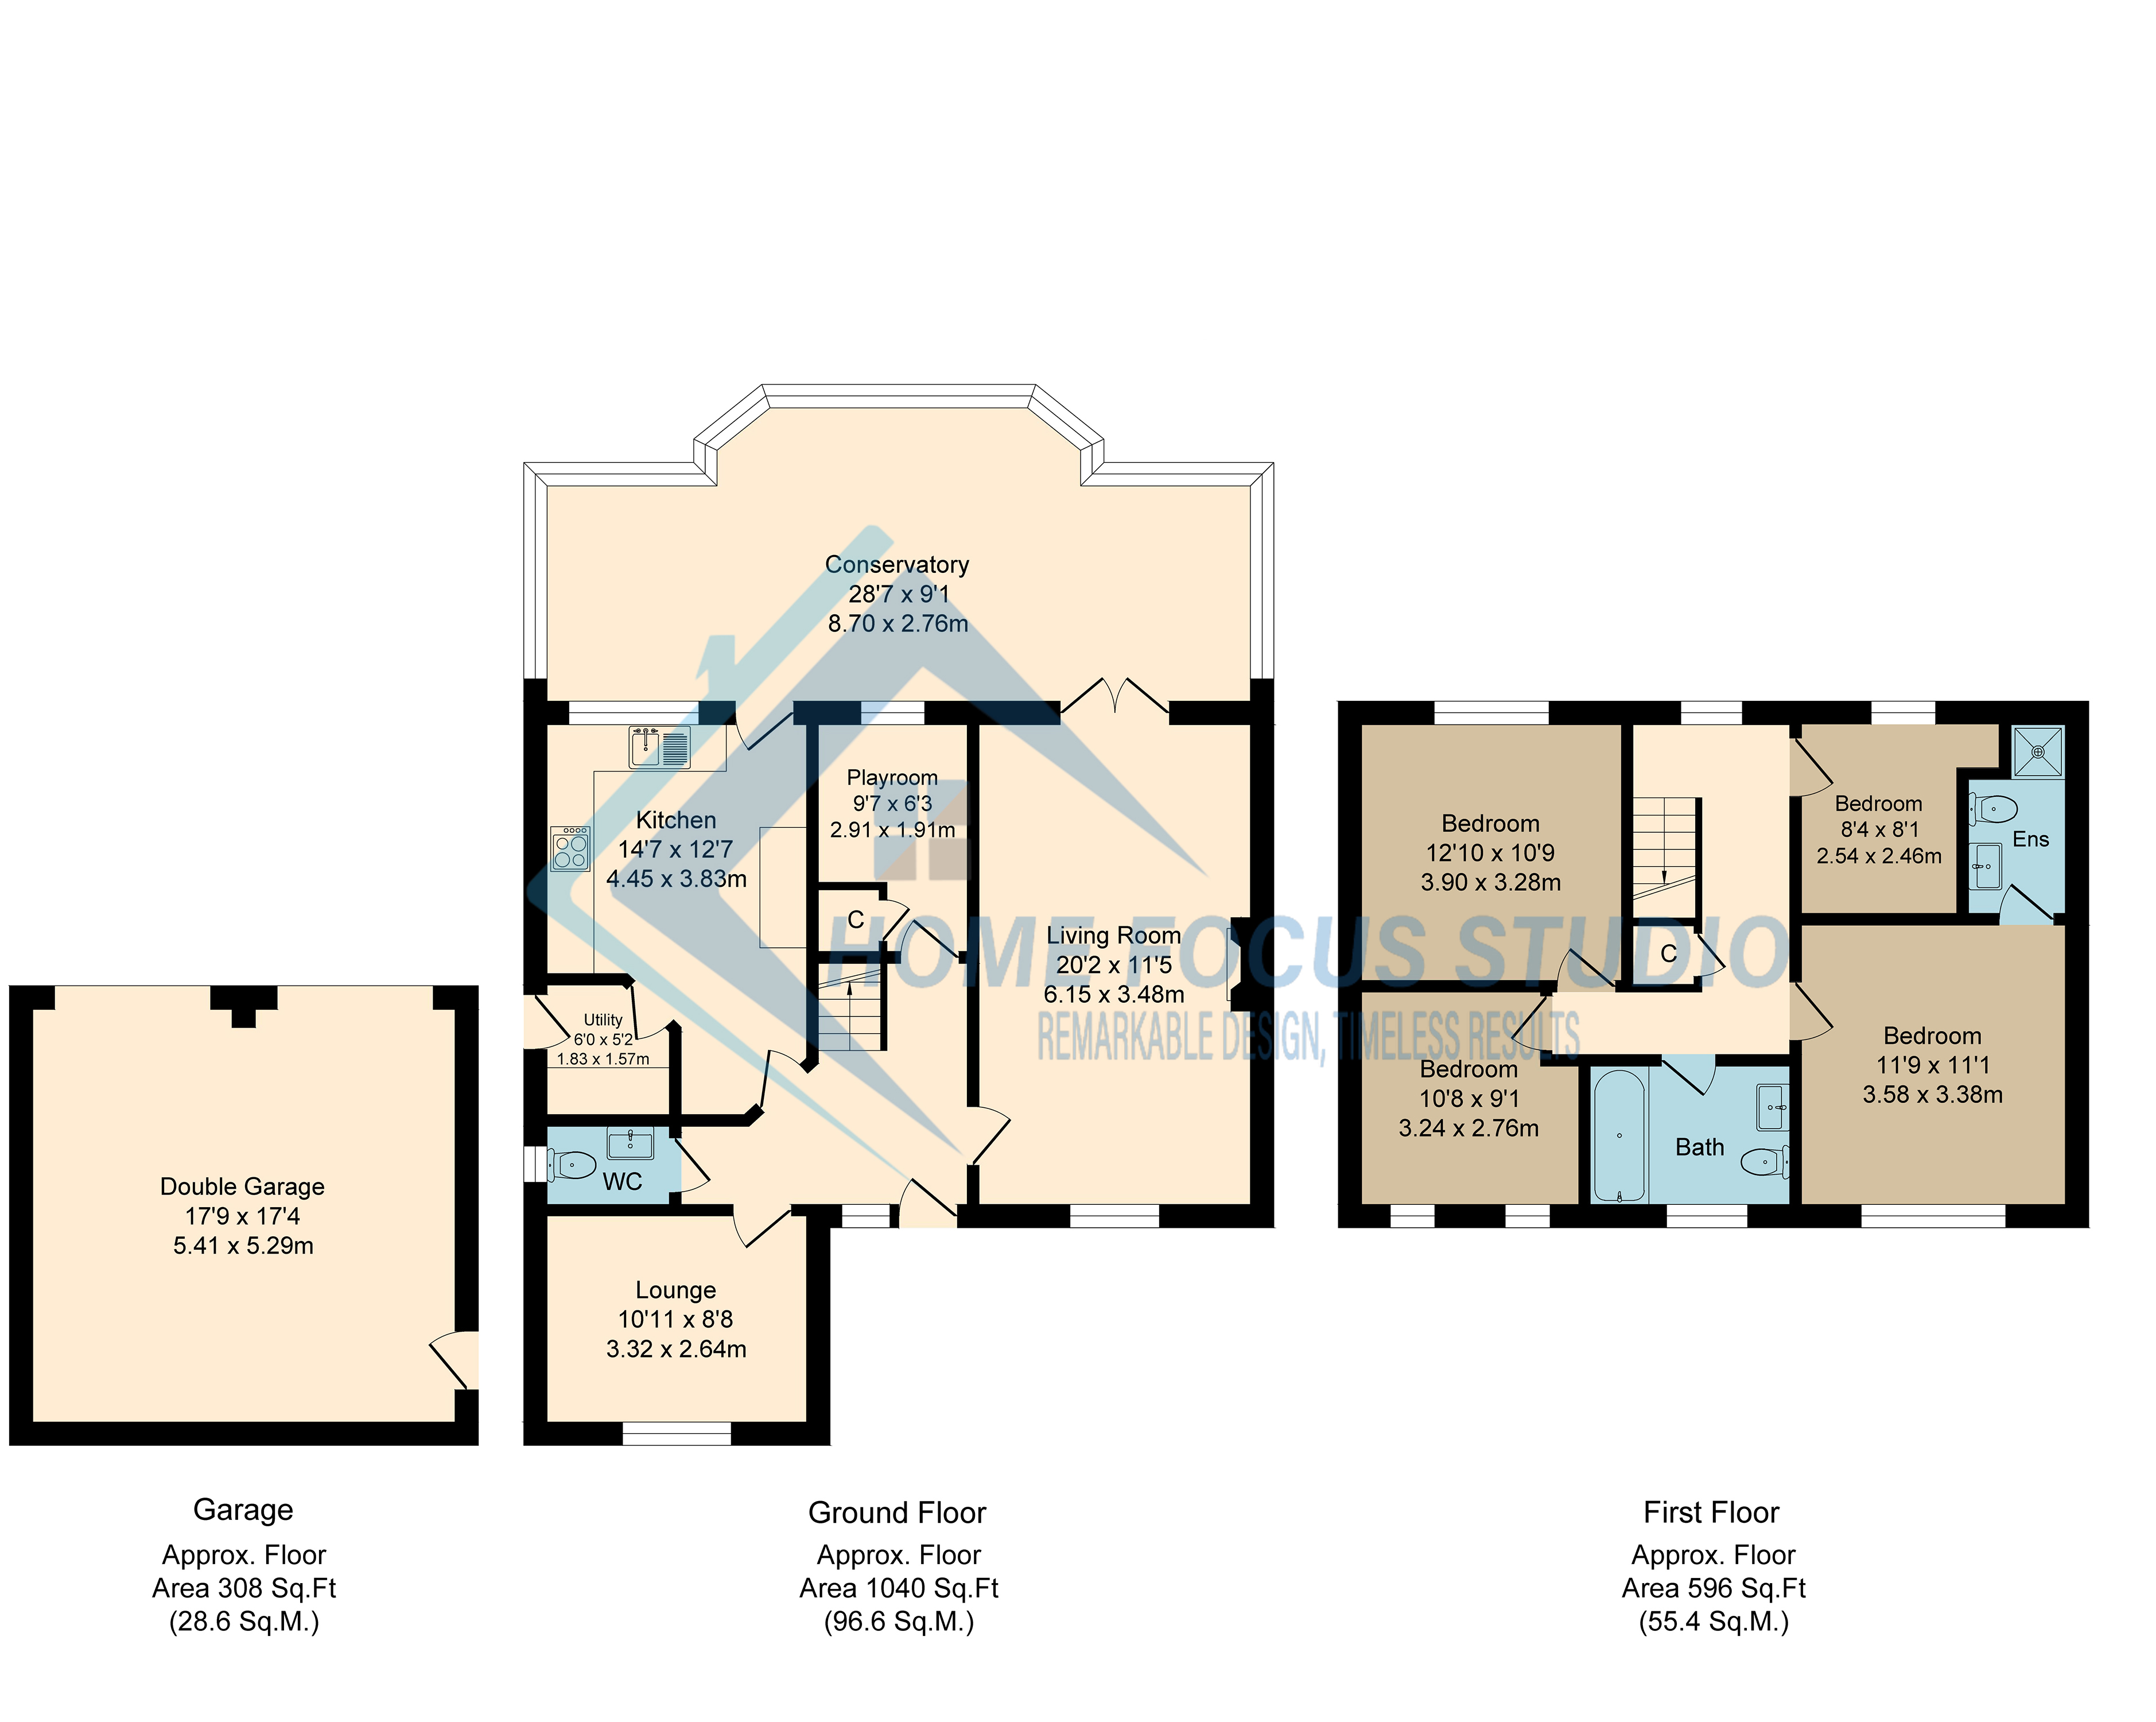 Conservatory
28'7 x 9'1
8.70 x 2.76m
Kitchen
14'7 x 12'7
4.45 x 3.83m
Playroom
9'7 x 6'3
2.91 x 1.91m
C
Living Room
20'2 x 11'5
6.15 x 3.48m
Utility
6'0 x 5'2
1.83 x 1.57m
WC
Lounge
10'11 x 8'8
3.32 x 2.64m
Double Garage
17'9 x 17'4
5.41 x 5.29m
Bedroom
12'10 x 10'9
3.90 x 3.28m
Bedroom
8'4 x 8'1
2.54 x 2.46m
Ens
C
Bedroom
10'8 x 9'1
3.24 x 2.76m
Bath
Bedroom
11'9 x 11'1
3.58 x 3.38m
HOME FOCUS STUDIO
REMARKABLE DESIGN, TIMELESS RESULTS
Garage
Approx. Floor
Area 308 Sq.Ft
(28.6 Sq.M.)
Ground Floor
Approx. Floor
Area 1040 Sq.Ft
(96.6 Sq.M.)
First Floor
Approx. Floor
Area 596 Sq.Ft
(55.4 Sq.M.)